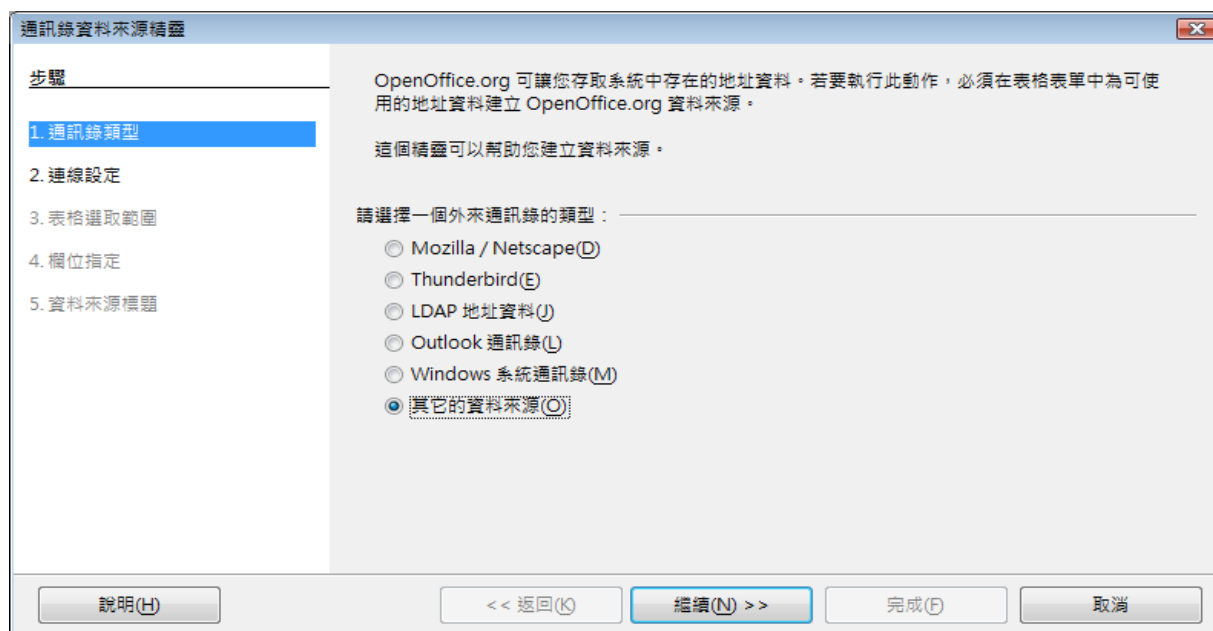 通訊錄資料來源精靈
步驟
1. 通訊錄類型
2. 連線設定
3. 表格選取範圍
4. 欄位指定
5. 資料來源標題
OpenOffice.org 可讓您存取系統中存在的地址資料。若要執行此動作，必須在表格表單中為可使
用的地址資料建立 OpenOffice.org 資料來源。
這個精靈可以幫助您建立資料來源。
請選擇一個外來通訊錄的類型：
Mozilla / Netscape(D)
Thunderbird(E)
LDAP 地址資料(J)
Outlook 通訊錄(L)
Windows 系統通訊錄(M)
其它的資料來源(O)
說明(H)
<< 返回(K)
繼續(N) >>
完成(F)
取消